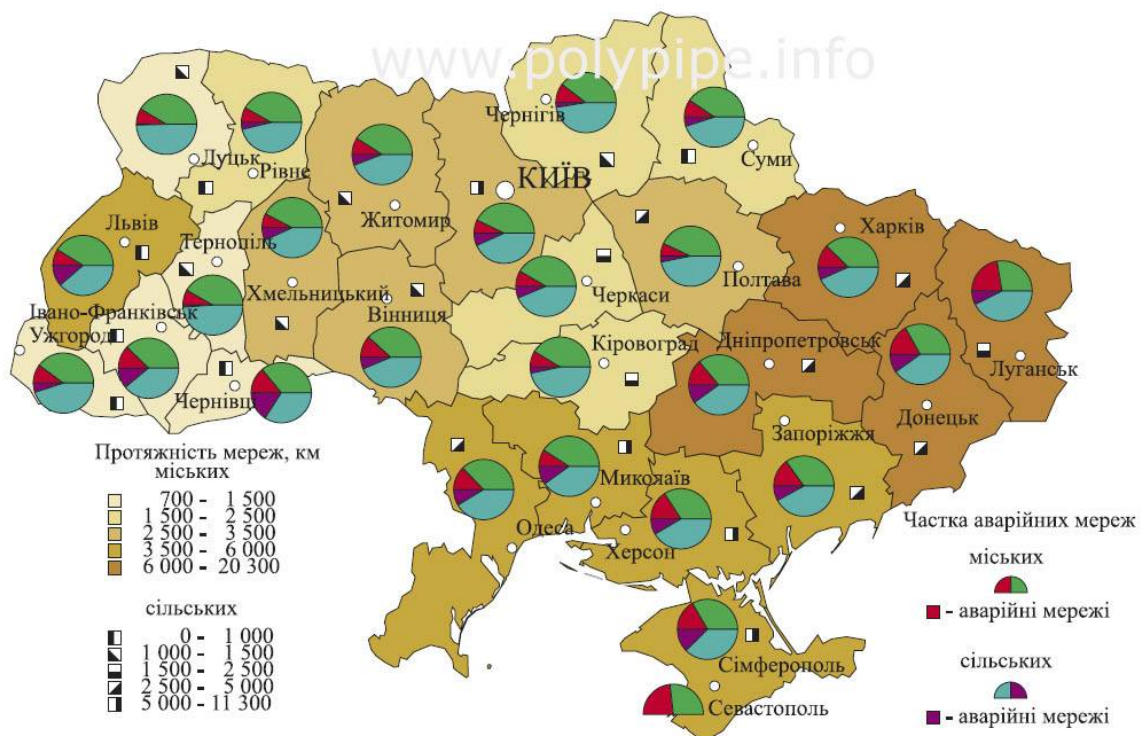 www.polypipe.info
Чернігів
Суми
Луцьк
Рівне
КИЇВ
Житомир
Львів
Тернопіль
Харків
Полтава
Хмельницький
Вінниця
Черкаси
Івано-Франківськ
Ужгород
Кіровоград
Дніпропетровськ
Луганськ
Чернівці
Донецьк
Запоріжжя
Миколаїв
Одеса
Херсон
Сімферополь
Севастополь
Протяжність мереж, км
міських
700 - 1 500
1 500 - 2 500
2 500 - 3 500
3 500 - 6 000
6 000 - 20 300
сільських
0 - 1 000
1 000 - 1 500
1 500 - 2 500
2 500 - 5 000
5 000 - 11 300
Частка аварійних мереж
міських
- аварійні мережі
сільських
- аварійні мережі